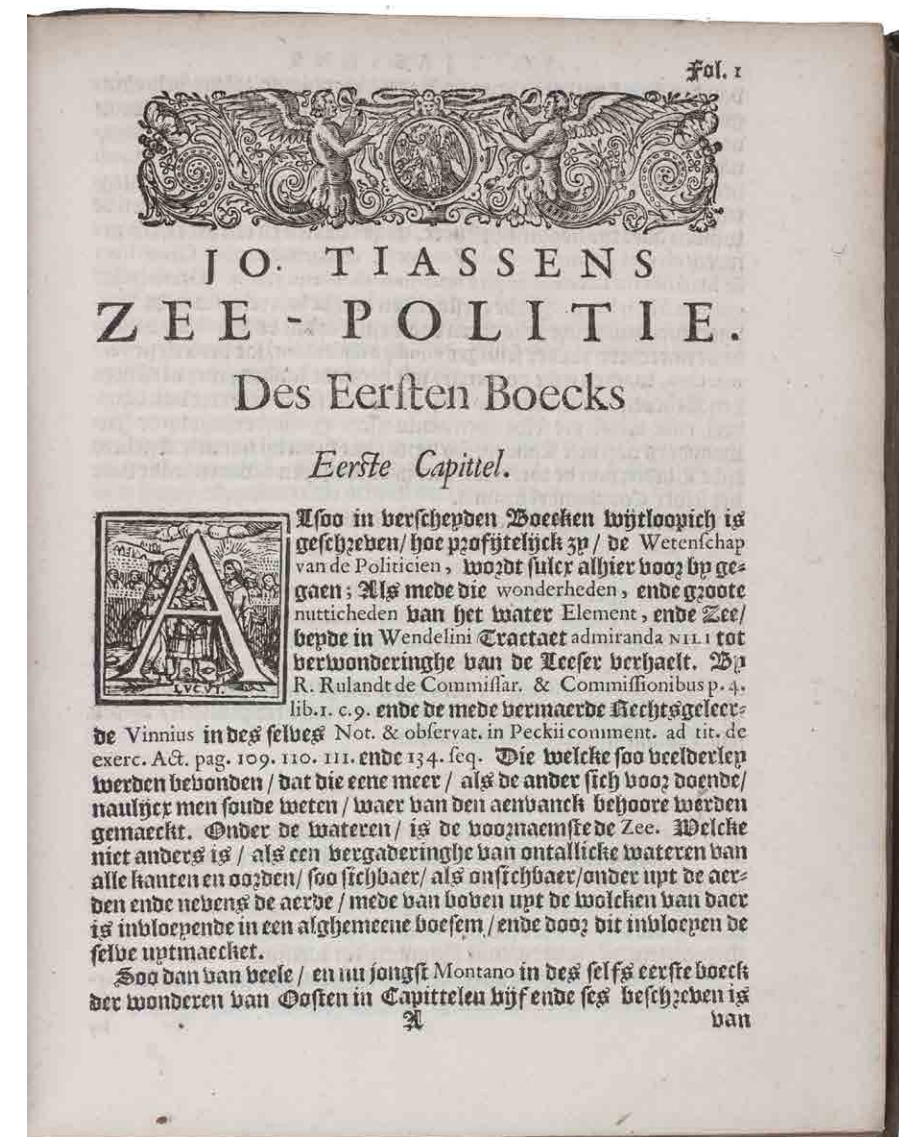 Fol. 1
JO. TIASSENS
ZEE-POLITIE.
Des Eersten Boecks
Eerste Capittel.
Alsoo in verscheyden Boecken wijtloopich is
geschreven/ hoe profijtelijck zy/ de Wetenschap
van de Politicien, wordt sulcx alhier voor by ge-
gaen; Als mede die wonderheden, ende groote
nutticheden van het water Element, ende Zee/
beyde in Wendelini Tractaet admiranda NILI tot
verwonderinghe van de Leeser verhaelt. By
R. Rulandt de Commissar. & Commissionibus p. 4.
lib. 1. c. 9. ende de mede vermaerde Rechtsgeleer-
de Vinnius in des selves Not. & observat. in Peckii comment. ad tit. de
exerc. Act. pag. 109. 110. 111. ende 134. seq. Die welcke soo veelderley
werden bevonden/ dat die eene meer/ als de ander sich voor doende/
naulijcx men soude weten/ waer van den aenvanck behoore werden
gemaeckt. Onder de wateren/ is de voornaemste de Zee. Welcke
niet anders is/ als een vergaderinghe van ontallicke wateren van
alle kanten en oorden/ soo sichbaer/ als onsichbaer/ onder uyt de aer-
den ende nevens de aerde/ mede van boven uyt de wolcken van daer
is invloeyende in een alghemeene boesem/ ende door dit invloeyen de
selve uytmaecket.
Soo dan van veele/ en nu jongst Montano in des selfs eerste boeck
der wonderen van Oosten in Capittelen vijf ende ses beschreven is
A van